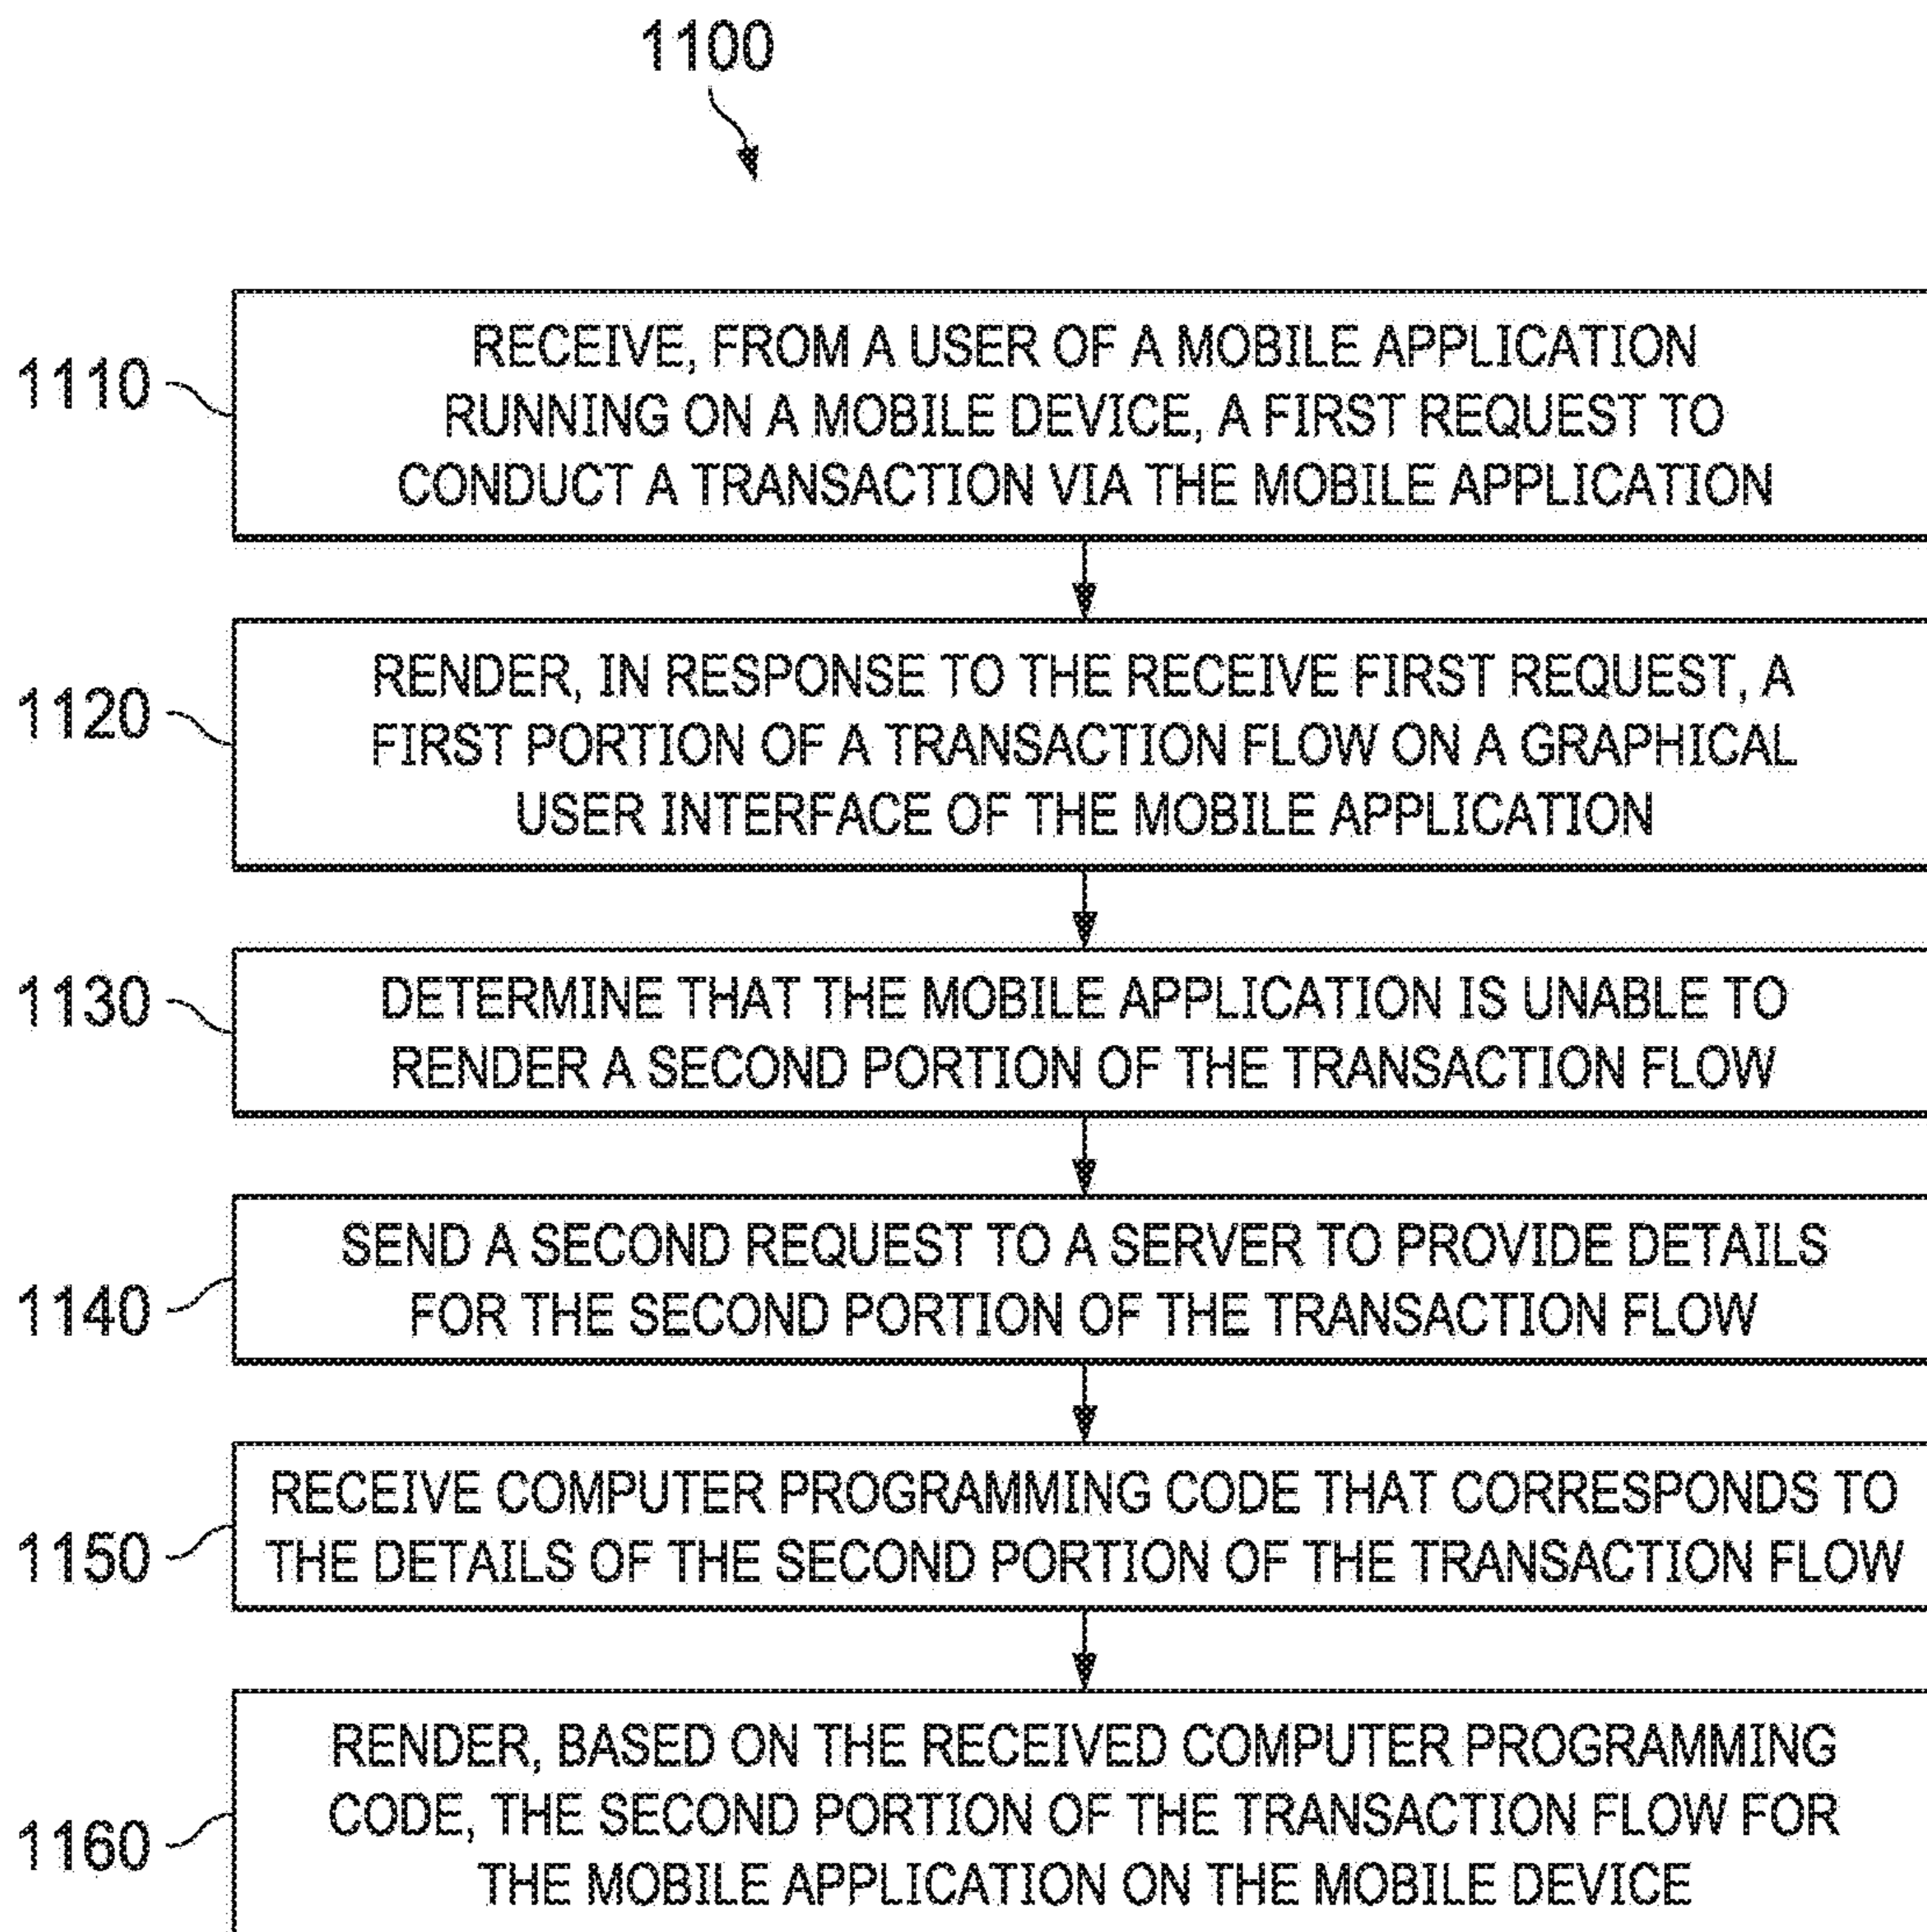 1100
1110
RECEIVE, FROM A USER OF A MOBILE APPLICATION
RUNNING ON A MOBILE DEVICE, A FIRST REQUEST TO
CONDUCT A TRANSACTION VIA THE MOBILE APPLICATION
1120
RENDER, IN RESPONSE TO THE RECEIVE FIRST REQUEST, A
FIRST PORTION OF A TRANSACTION FLOW ON A GRAPHICAL
USER INTERFACE OF THE MOBILE APPLICATION
1130
DETERMINE THAT THE MOBILE APPLICATION IS UNABLE TO
RENDER A SECOND PORTION OF THE TRANSACTION FLOW
1140
SEND A SECOND REQUEST TO A SERVER TO PROVIDE DETAILS
FOR THE SECOND PORTION OF THE TRANSACTION FLOW
1150
RECEIVE COMPUTER PROGRAMMING CODE THAT CORRESPONDS TO
THE DETAILS OF THE SECOND PORTION OF THE TRANSACTION FLOW
1160
RENDER, BASED ON THE RECEIVED COMPUTER PROGRAMMING
CODE, THE SECOND PORTION OF THE TRANSACTION FLOW FOR
THE MOBILE APPLICATION ON THE MOBILE DEVICE